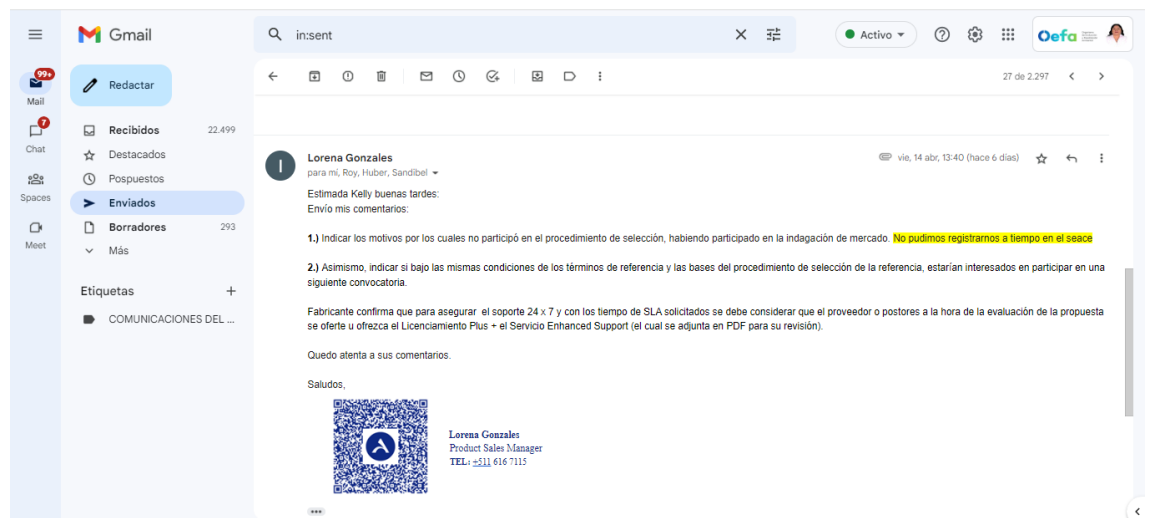 Gmail
in:sent
Activo
Oefa
99+
Mail
Redactar
27 de 2.297
7
Chat
Recibidos 22.499
Destacados
Pospuestos
Spaces
Enviados
Borradores 293
Meet
Más
Etiquetas
COMUNICACIONES DEL ...
l
Lorena Gonzales
vie, 14 abr, 13:40 (hace 6 días)
para mí, Roy, Huber, Sandibel
Estimada Kelly buenas tardes:
Envío mis comentarios:
1.) Indicar los motivos por los cuales no participó en el procedimiento de selección, habiendo participado en la indagación de mercado. No pudimos registrarnos a tiempo en el seace
2.) Asimismo, indicar si bajo las mismas condiciones de los términos de referencia y las bases del procedimiento de selección de la referencia, estarían interesados en participar en una
siguiente convocatoria.
Fabricante confirma que para asegurar el soporte 24 x 7 y con los tiempo de SLA solicitados se debe considerar que el proveedor o postores a la hora de la evaluación de la propuesta
se oferte u ofrezca el Licenciamiento Plus + el Servicio Enhanced Support (el cual se adjunta en PDF para su revisión).
Quedo atenta a sus comentarios.
Saludos,
Lorena Gonzales
Product Sales Manager
TEL: +511 616 7115